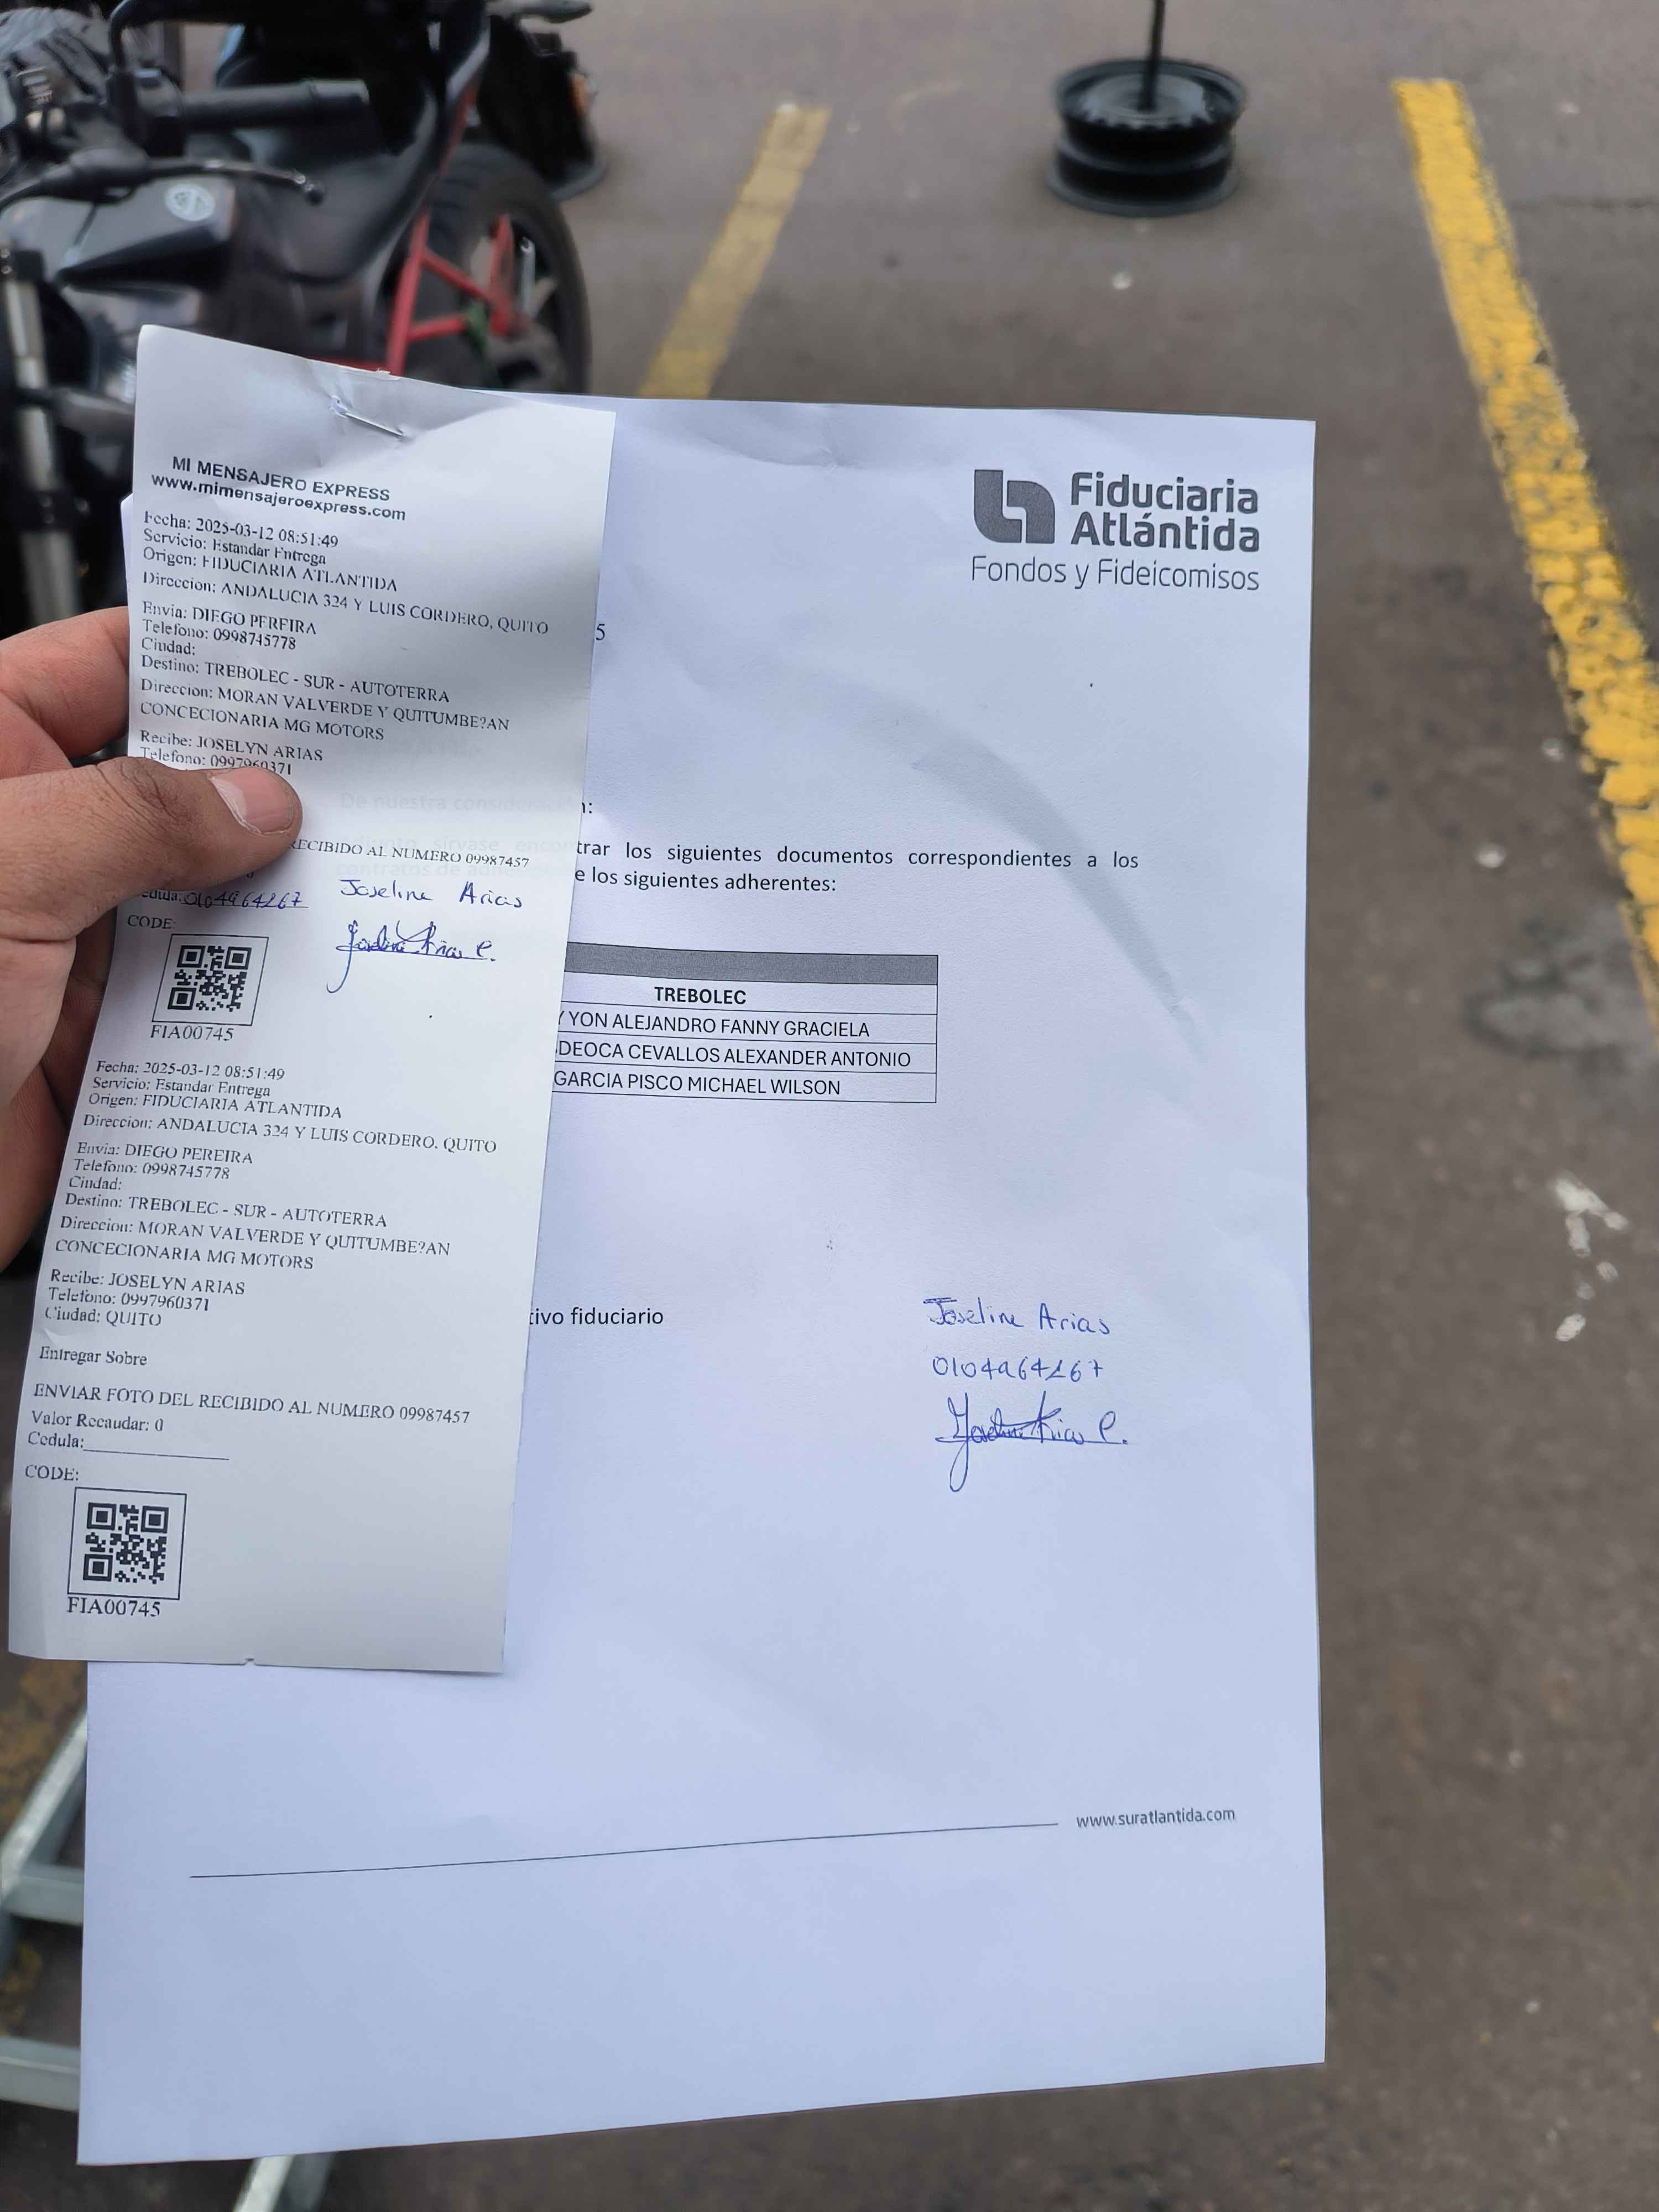 MI MENSAJERO EXPRESS
www.mimensajeroexpress.com
Fecha: 2025-03-12 08:51:49
Servicio: Estandar Entrega
Origen: FIDUCIARIA ATLANTIDA
Direccion: ANDALUCIA 324 Y LUIS CORDERO, QUITO
Envia: DIEGO PEREIRA
Telefono: 0998745778
Ciudad:
Destino: TREBOLEC - SUR - AUTOTERRA
Direccion: MORAN VALVERDE Y QUITUMBE?AN
CONCECIONARIA MG MOTORS
Recibe: JOSELYN ARIAS
Telefono: 0997960371
RECIBIDO AL NUMERO 09987457
Joseline Arias
CODE:
FIA00745
Fecha: 2025-03-12 08:51:49
Servicio: Estandar Entrega
Origen: FIDUCIARIA ATLANTIDA
Direccion: ANDALUCIA 324 Y LUIS CORDERO, QUITO
Envia: DIEGO PEREIRA
Telefono: 0998745778
Ciudad:
Destino: TREBOLEC - SUR - AUTOTERRA
Direccion: MORAN VALVERDE Y QUITUMBE?AN
CONCECIONARIA MG MOTORS
Recibe: JOSELYN ARIAS
Telefono: 0997960371
Ciudad: QUITO
Entregar Sobre
ENVIAR FOTO DEL RECIBIDO AL NUMERO 09987457
Valor Recaudar: 0
Cedula:
CODE:
FIA00745
Fiduciaria
Atlántida
Fondos y Fideicomisos
5
De nuestra consideración:
trar los siguientes documentos correspondientes a los
e los siguientes adherentes:
TREBOLEC
Y YON ALEJANDRO FANNY GRACIELA
DEOCA CEVALLOS ALEXANDER ANTONIO
GARCIA PISCO MICHAEL WILSON
tivo fiduciario
Joseline Arias
www.suratlantida.com